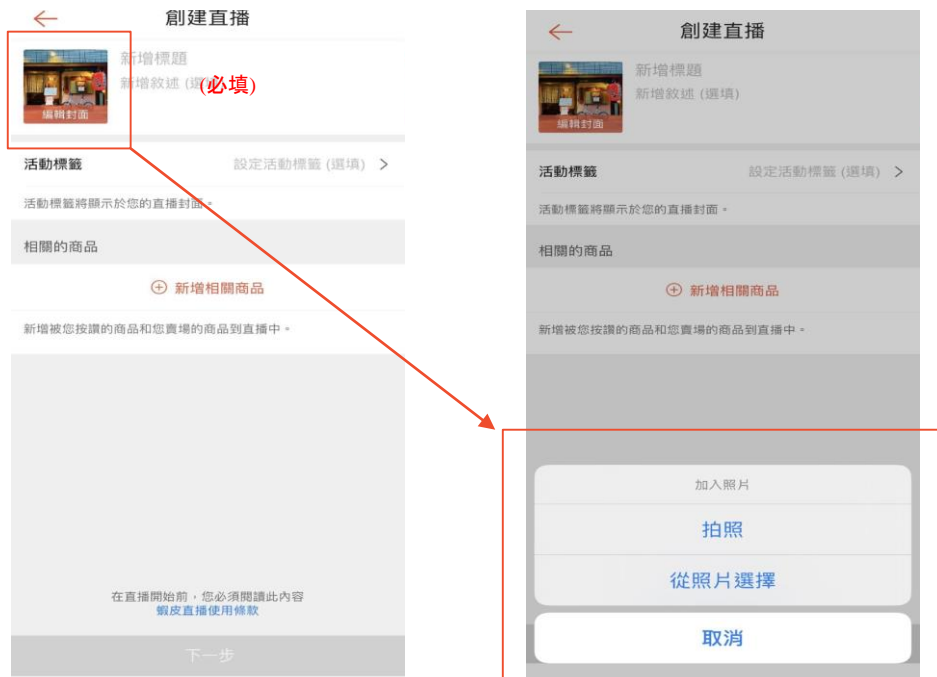 創建直播
新增標題
新增敘述 (選
(必填)
編輯封面
活動標籤
設定活動標籤 (選填) >
活動標籤將顯示於您的直播封面。
相關的商品
新增相關商品
新增被您按讚的商品和您賣場的商品到直播中。
在直播開始前，您必須閱讀此內容
蝦皮直播使用條款
下一步
創建直播
新增標題
新增敘述 (選填)
編輯封面
活動標籤
設定活動標籤 (選填) >
活動標籤將顯示於您的直播封面。
相關的商品
新增相關商品
新增被您按讚的商品和您賣場的商品到直播中。
加入照片
拍照
從照片選擇
取消